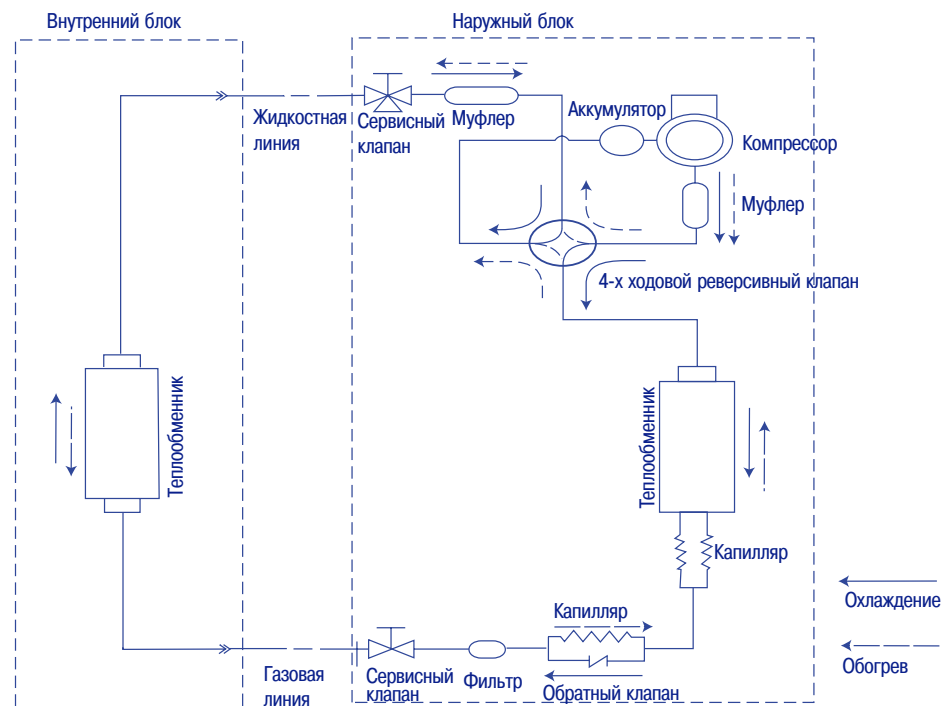 Внутренний блок
Наружный блок
Жидкостная
линия
Сервисный
клапан
Муфлер
Аккумулятор
Компрессор
Муфлер
4-х ходовой реверсивный клапан
Теплообменник
Теплообменник
Капилляр
Капилляр
Охлаждение
Обогрев
Газовая
линия
Сервисный
клапан
Фильтр
Обратный клапан